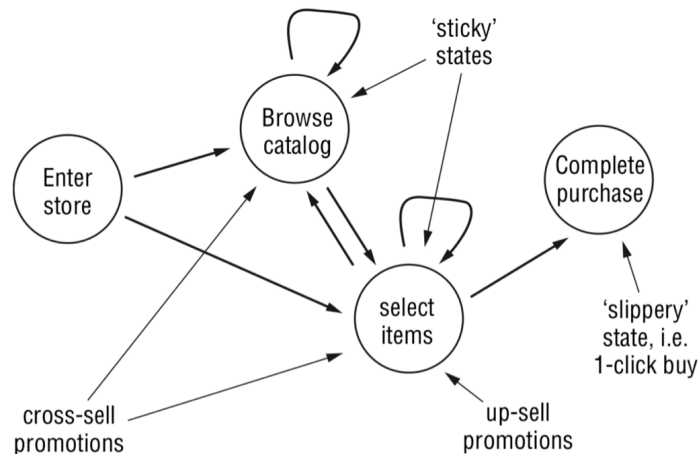 ‘sticky’
states
Browse
catalog
Enter
store
Complete
purchase
select
items
‘slippery’
state, i.e.
1-click buy
cross-sell
promotions
up-sell
promotions